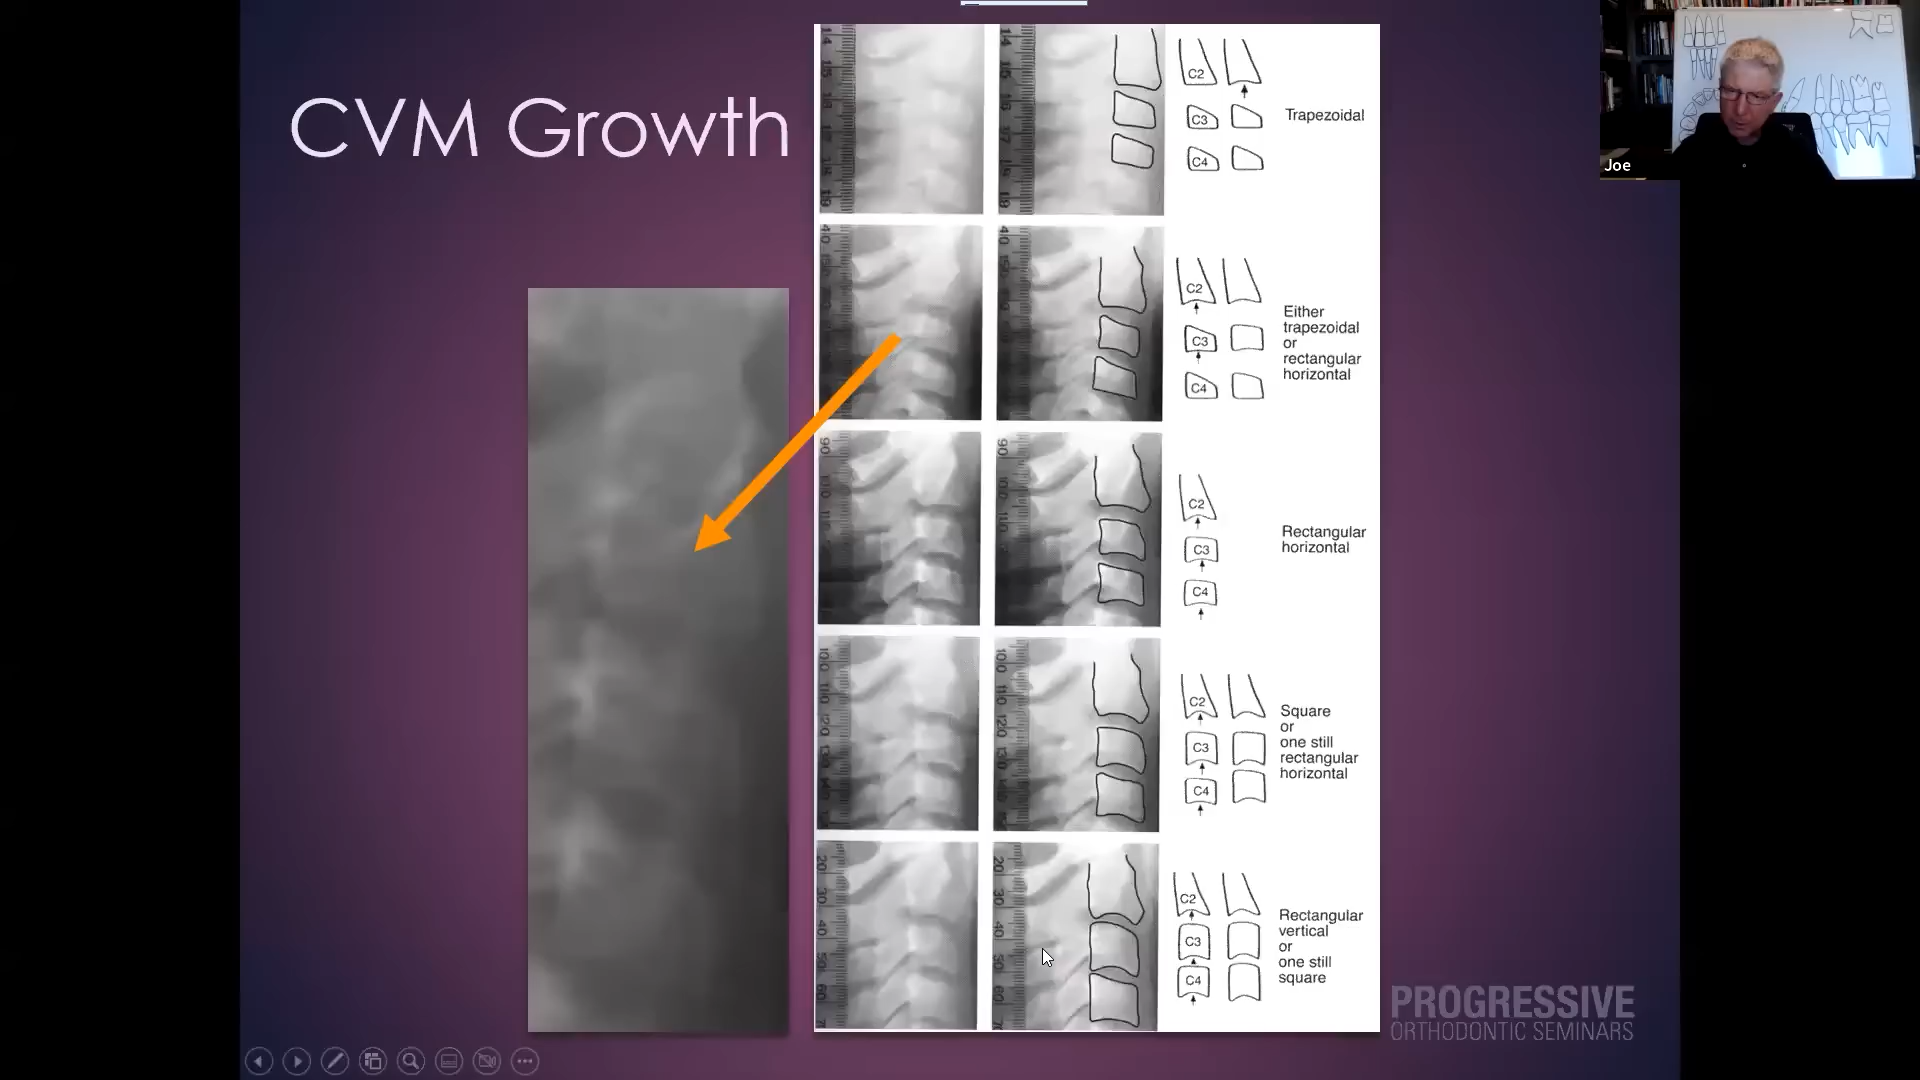 CVM Growth
C2
C3
C4
Trapezoidal
C2
C3
C4
Either
trapezoidal
or
rectangular
horizontal
C2
C3
C4
Rectangular
horizontal
C2
C3
C4
Square
or
one still
rectangular
horizontal
C2
C3
C4
Rectangular
vertical
or
one still
square
Joe
PROGRESSIVE
ORTHODONTIC SEMINARS